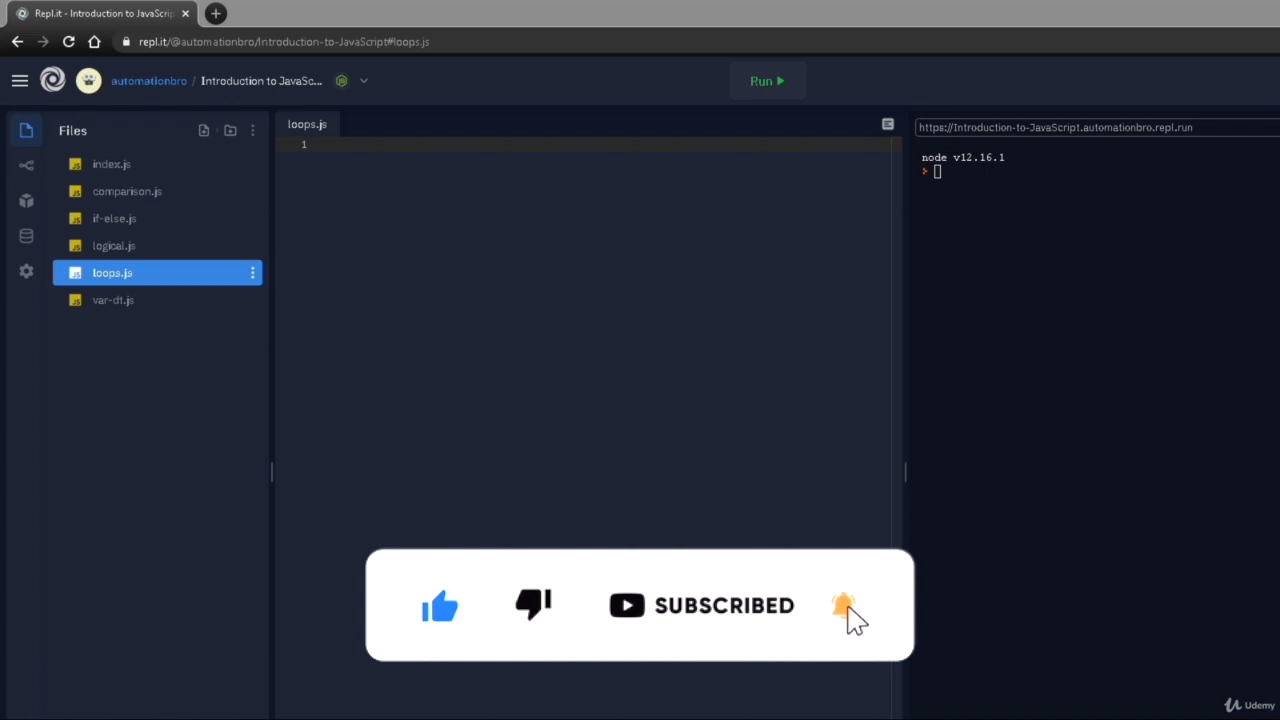 Repl.it - Introduction to JavaScrip
repl.it/@automationbro/Introduction-to-JavaScript#loops.js
automationbro / Introduction to JavaSc...
Run
Files
index.js
comparison.js
if-else.js
logical.js
loops.js
var-dt.js
loops.js
1
https://Introduction-to-JavaScript.automationbro.repl.run
node v12.16.1
>
SUBSCRIBED
Udemy